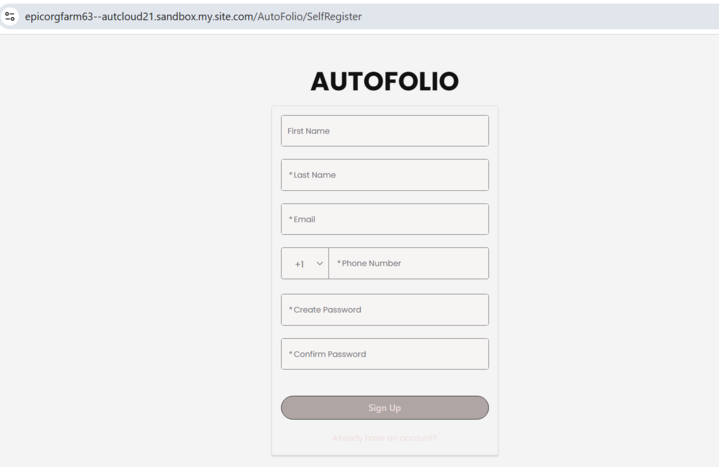 epicorgfarm63--autcloud21.sandbox.my.site.com/AutoFolio/SelfRegister
AUTOFOLIO
First Name
*Last Name
*Email
+1 *Phone Number
*Create Password
*Confirm Password
Sign Up
Already have an account?